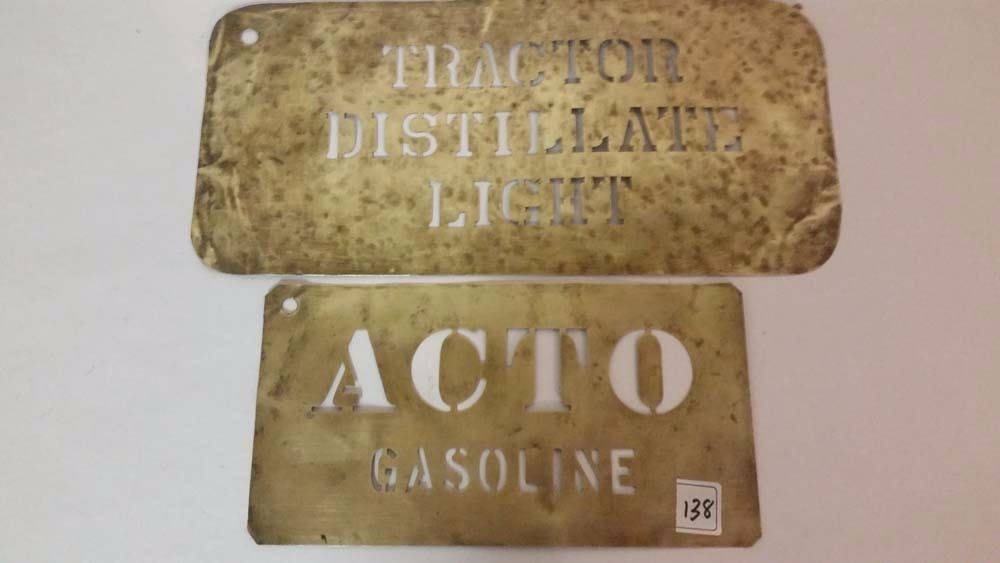 TRACTOR
DISTILLATE
LIGHT
ACTO
GASOLINE
138